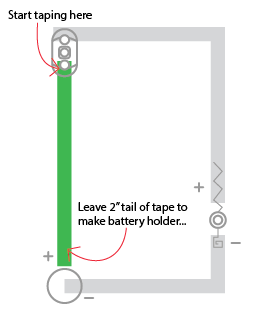 Start taping here
Leave 2" tail of tape to
make battery holder...
+
+
−
−